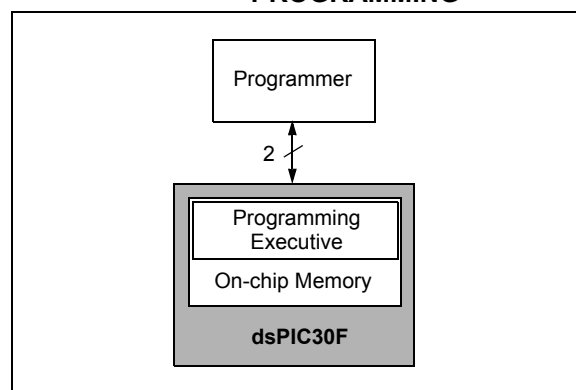 PROGRAMMING
Programmer
2
Programming
Executive
On-chip Memory
dsPIC30F